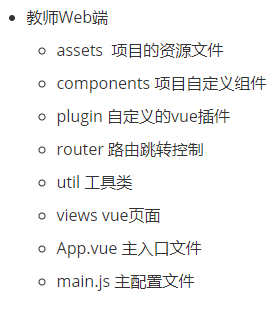 教师Web端
assets 项目的资源文件
components 项目自定义组件
plugin 自定义的vue插件
router 路由跳转控制
util 工具类
views vue页面
App.vue 主入口文件
main.js 主配置文件